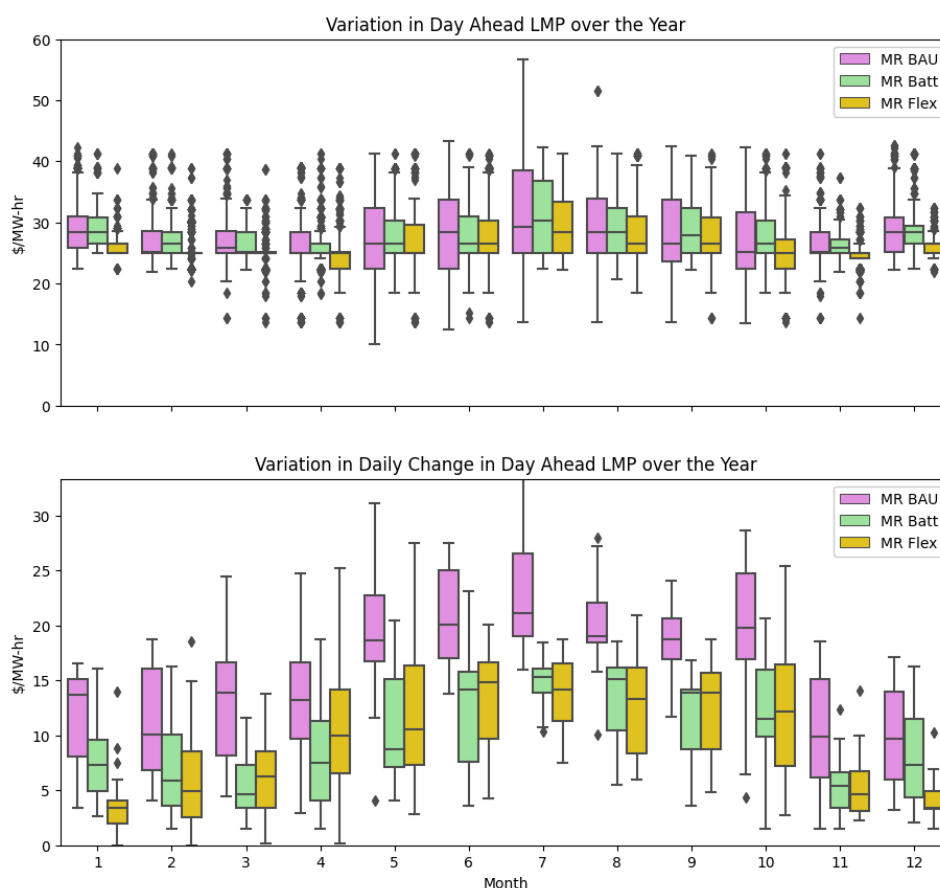 Variation in Day Ahead LMP over the Year
60
50
40
30
20
10
0
$/MW-hr
MR BAU
MR Batt
MR Flex
Variation in Daily Change in Day Ahead LMP over the Year
30
25
20
15
10
5
0
$/MW-hr
MR BAU
MR Batt
MR Flex
1 2 3 4 5 6 7 8 9 10 11 12
Month